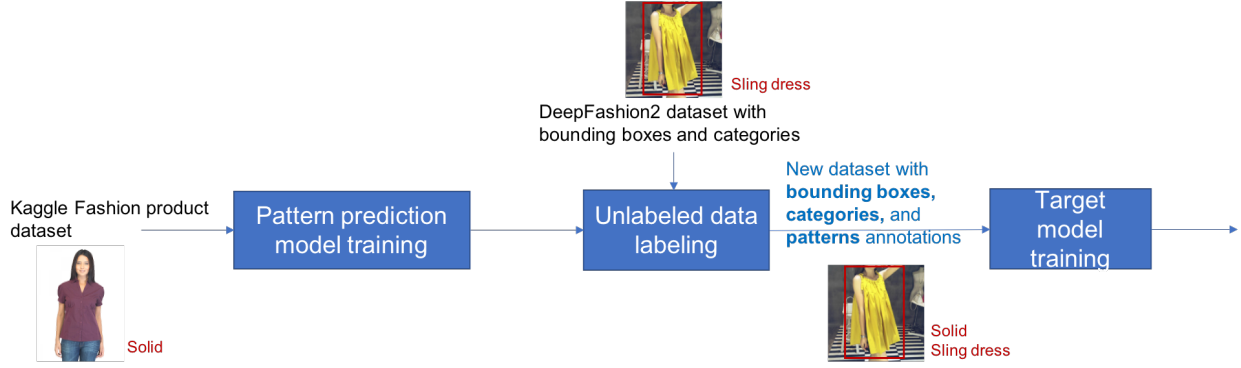 Sling dress
DeepFashion2 dataset with
bounding boxes and categories
Kaggle Fashion product
dataset
Solid
Pattern prediction
model training
Unlabeled data
labeling
New dataset with
bounding boxes,
categories, and
patterns annotations
Solid
Sling dress
Target
model
training